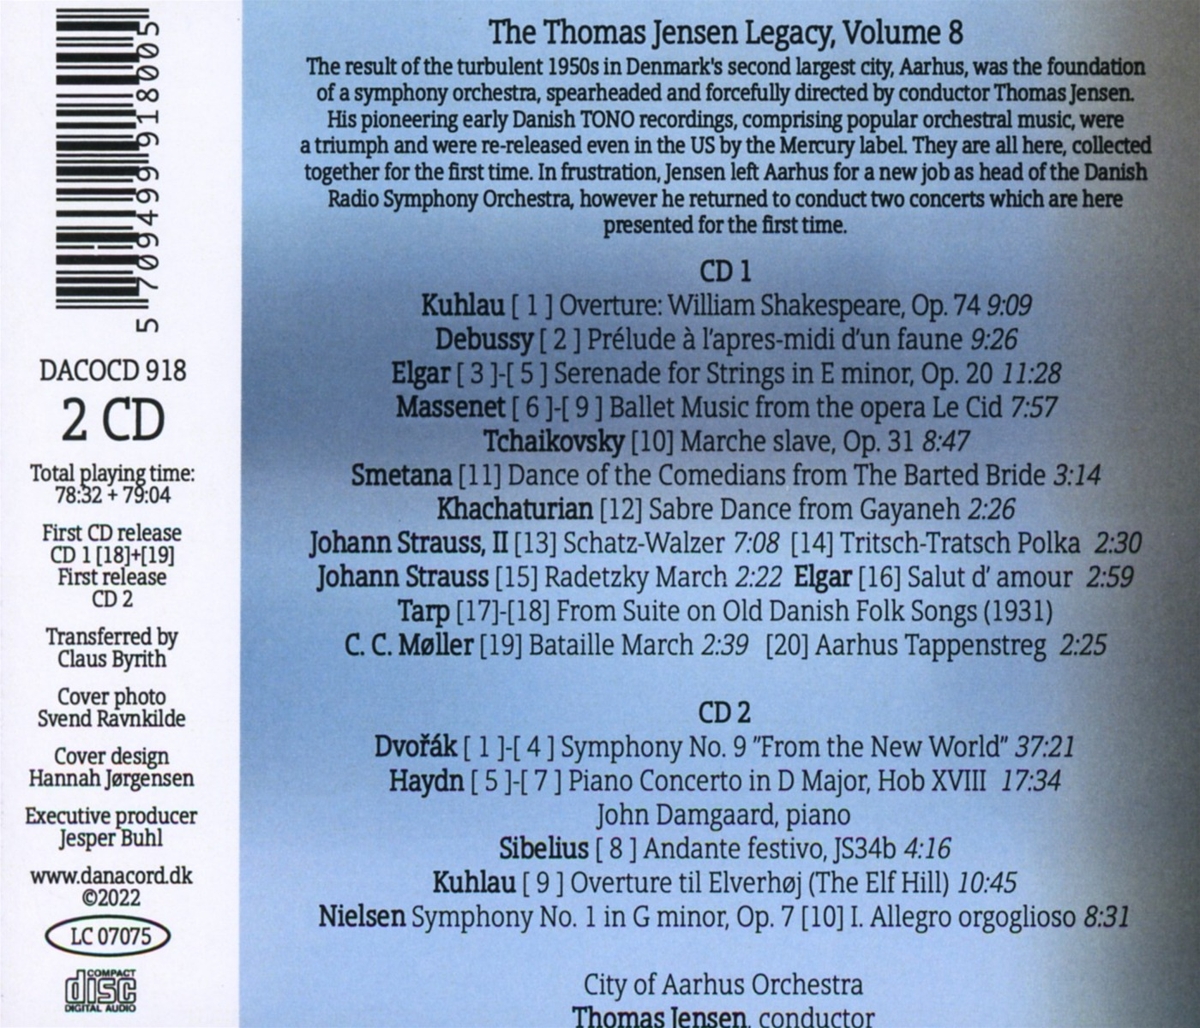 5 709499 918005
DACOCD 918
2 CD
Total playing time:
78:32 + 79:04
First CD release
CD 1 [18]+[19]
First release
CD 2
Transferred by
Claus Byrith
Cover photo
Svend Ravnkilde
Cover design
Hannah Jørgensen
Executive producer
Jesper Buhl
www.danacord.dk
©2022
LC 07075
COMPACT
disc
DIGITAL AUDIO
The Thomas Jensen Legacy, Volume 8
The result of the turbulent 1950s in Denmark's second largest city, Aarhus, was the foundation
of a symphony orchestra, spearheaded and forcefully directed by conductor Thomas Jensen.
His pioneering early Danish TONO recordings, comprising popular orchestral music, were
a triumph and were re-released even in the US by the Mercury label. They are all here, collected
together for the first time. In frustration, Jensen left Aarhus for a new job as head of the Danish
Radio Symphony Orchestra, however he returned to conduct two concerts which are here
presented for the first time.
CD 1
Kuhlau [ 1 ] Overture: William Shakespeare, Op. 74 9:09
Debussy [ 2 ] Prélude à l'apres-midi d'un faune 9:26
Elgar [ 3 ]-[ 5 ] Serenade for Strings in E minor, Op. 20 11:28
Massenet [ 6 ]-[ 9 ] Ballet Music from the opera Le Cid 7:57
Tchaikovsky [10] Marche slave, Op. 31 8:47
Smetana [11] Dance of the Comedians from The Barted Bride 3:14
Khachaturian [12] Sabre Dance from Gayaneh 2:26
Johann Strauss, II [13] Schatz-Walzer 7:08 [14] Tritsch-Tratsch Polka 2:30
Johann Strauss [15] Radetzky March 2:22 Elgar [16] Salut d' amour 2:59
Tarp [17]-[18] From Suite on Old Danish Folk Songs (1931)
C. C. Møller [19] Bataille March 2:39 [20] Aarhus Tappenstreg 2:25
CD 2
Dvořák [ 1 ]-[ 4 ] Symphony No. 9 "From the New World" 37:21
Haydn [ 5 ]-[ 7 ] Piano Concerto in D Major, Hob XVIII 17:34
John Damgaard, piano
Sibelius [ 8 ] Andante festivo, JS34b 4:16
Kuhlau [ 9 ] Overture til Elverhøj (The Elf Hill) 10:45
Nielsen Symphony No. 1 in G minor, Op. 7 [10] I. Allegro orgoglioso 8:31
City of Aarhus Orchestra
Thomas Jensen, conductor